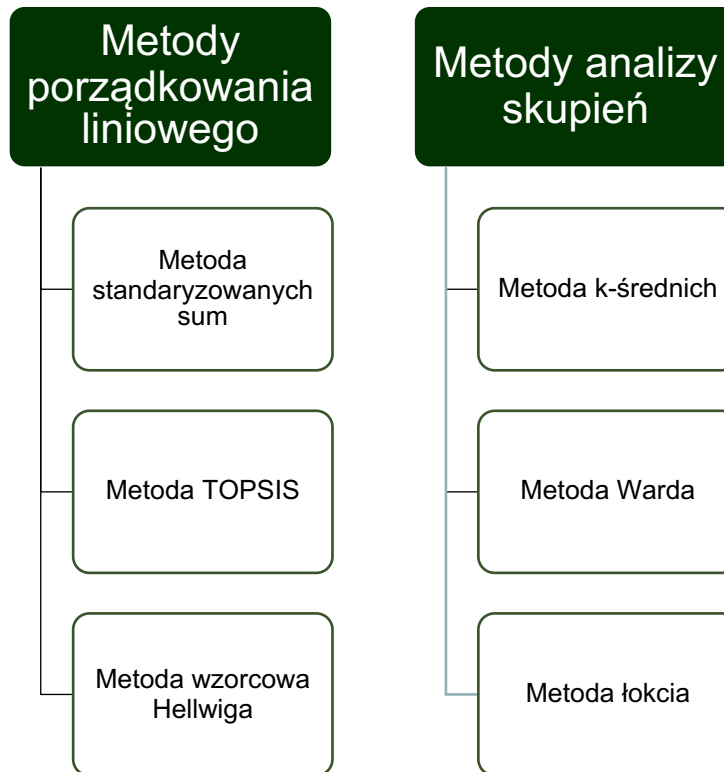 Metody
porządkowania
liniowego
Metoda
standaryzowanych
sum
Metoda TOPSIS
Metoda wzorcowa
Hellwiga
Metody analizy
skupień
Metoda k-średnich
Metoda Warda
Metoda łokcia